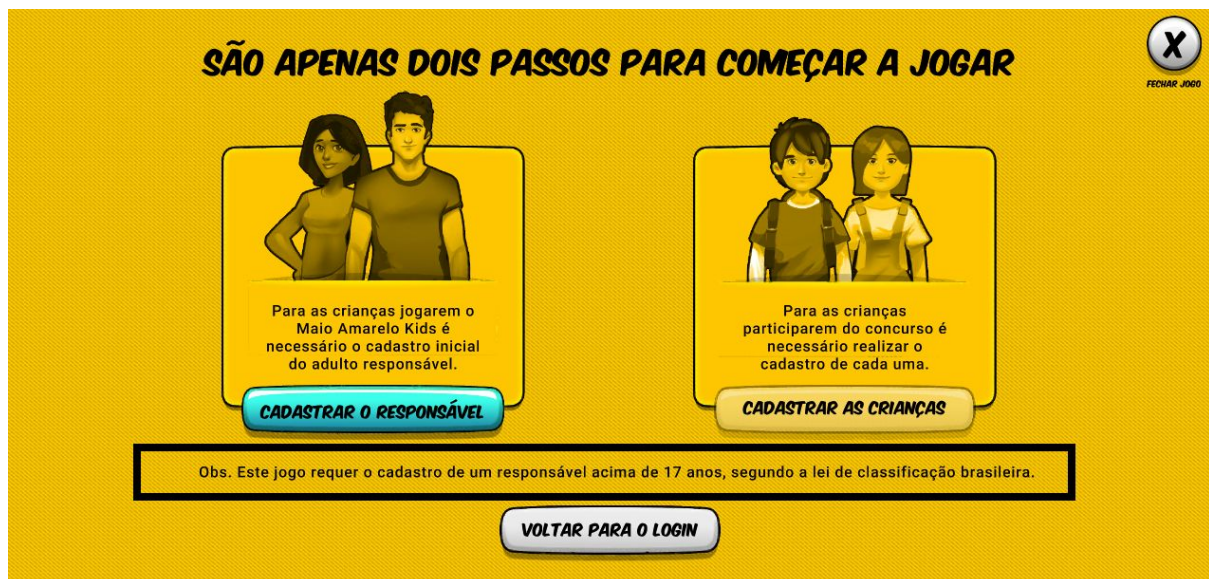 SÃO APENAS DOIS PASSOS PARA COMEÇAR A JOGAR
X
FECHAR JOGO
Para as crianças jogarem o
Maio Amarelo Kids é
necessário o cadastro inicial
do adulto responsável.
CADASTRAR O RESPONSÁVEL
Para as crianças
participarem do concurso é
necessário realizar o
cadastro de cada uma.
CADASTRAR AS CRIANÇAS
Obs. Este jogo requer o cadastro de um responsável acima de 17 anos, segundo a lei de classificação brasileira.
VOLTAR PARA O LOGIN